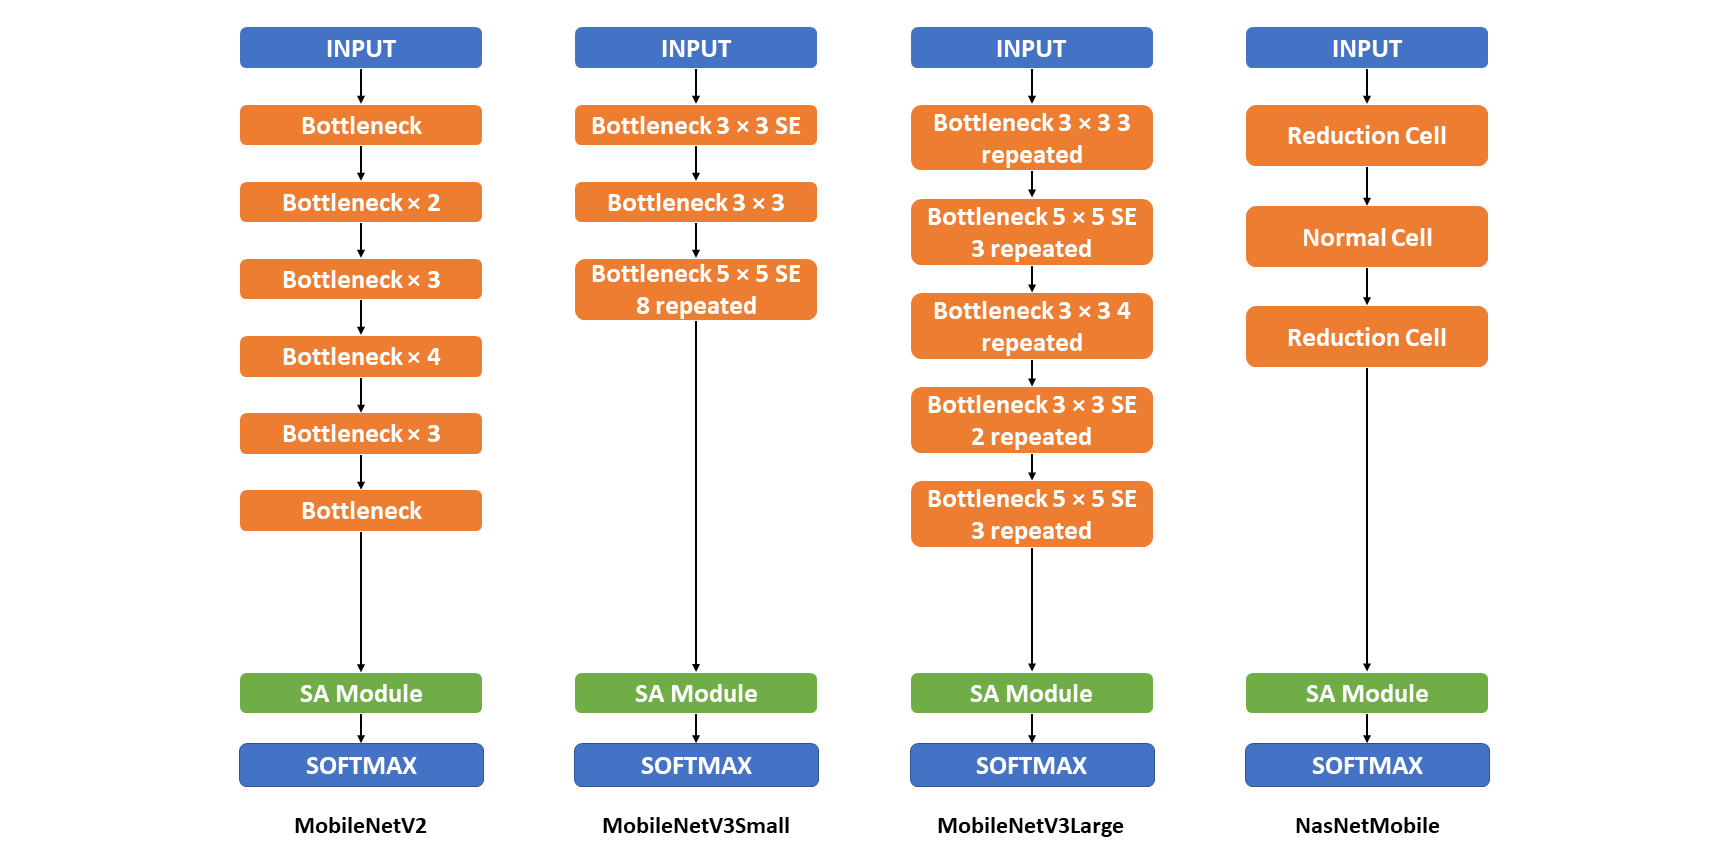 INPUT
Bottleneck
Bottleneck × 2
Bottleneck × 3
Bottleneck × 4
Bottleneck × 3
Bottleneck
SA Module
SOFTMAX
MobileNetV2
INPUT
Bottleneck 3 × 3 SE
Bottleneck 3 × 3
Bottleneck 5 × 5 SE
8 repeated
SA Module
SOFTMAX
MobileNetV3Small
INPUT
Bottleneck 3 × 3 3
repeated
Bottleneck 5 × 5 SE
3 repeated
Bottleneck 3 × 3 4
repeated
Bottleneck 3 × 3 SE
2 repeated
Bottleneck 5 × 5 SE
3 repeated
SA Module
SOFTMAX
MobileNetV3Large
INPUT
Reduction Cell
Normal Cell
Reduction Cell
SA Module
SOFTMAX
NasNetMobile